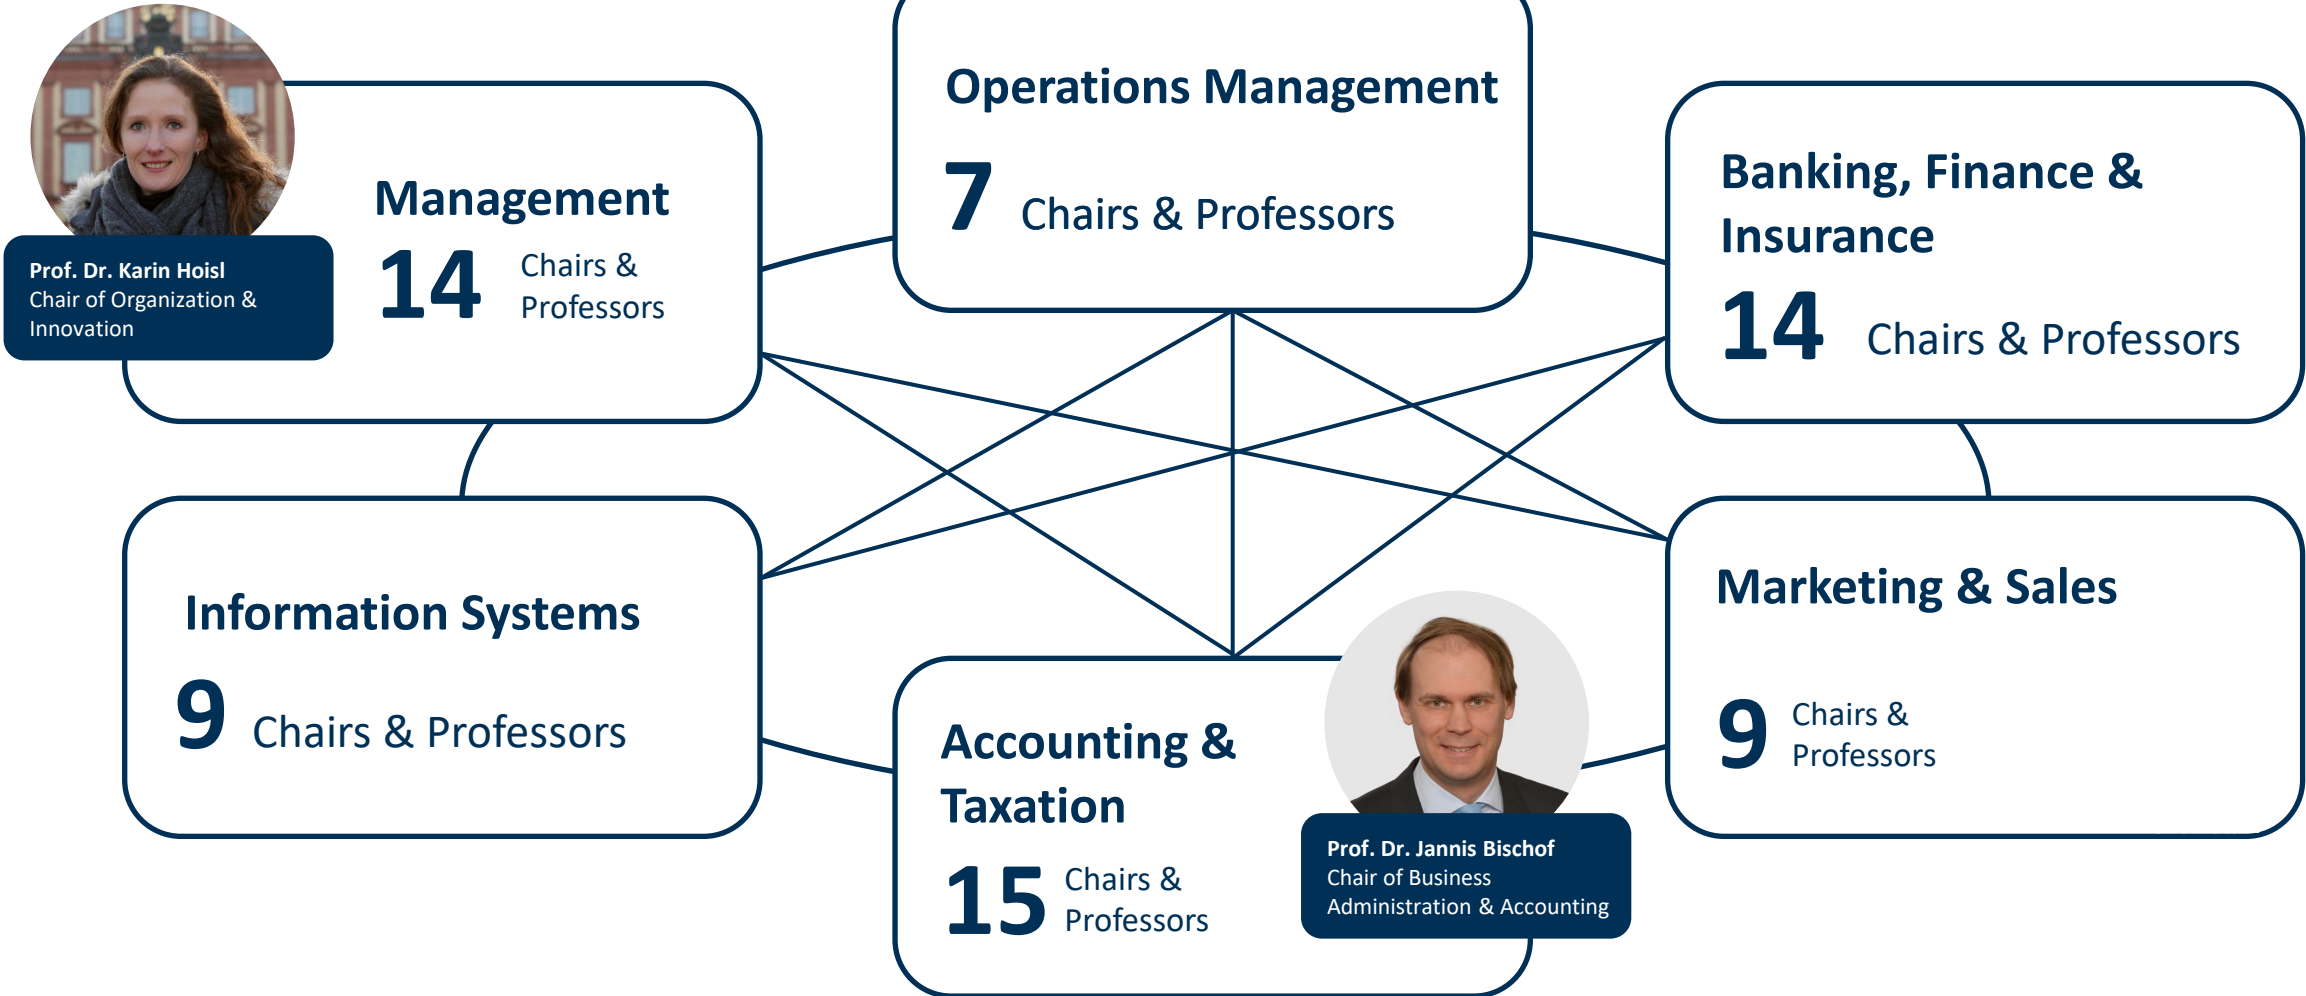 Operations Management
7 Chairs & Professors
Management
14 Chairs &
Professors
Prof. Dr. Karin Hoisl
Chair of Organization &
Innovation
Banking, Finance &
Insurance
14 Chairs & Professors
Information Systems
9 Chairs & Professors
Accounting &
Taxation
15 Chairs &
Professors
Prof. Dr. Jannis Bischof
Chair of Business
Administration & Accounting
Marketing & Sales
9 Chairs &
Professors